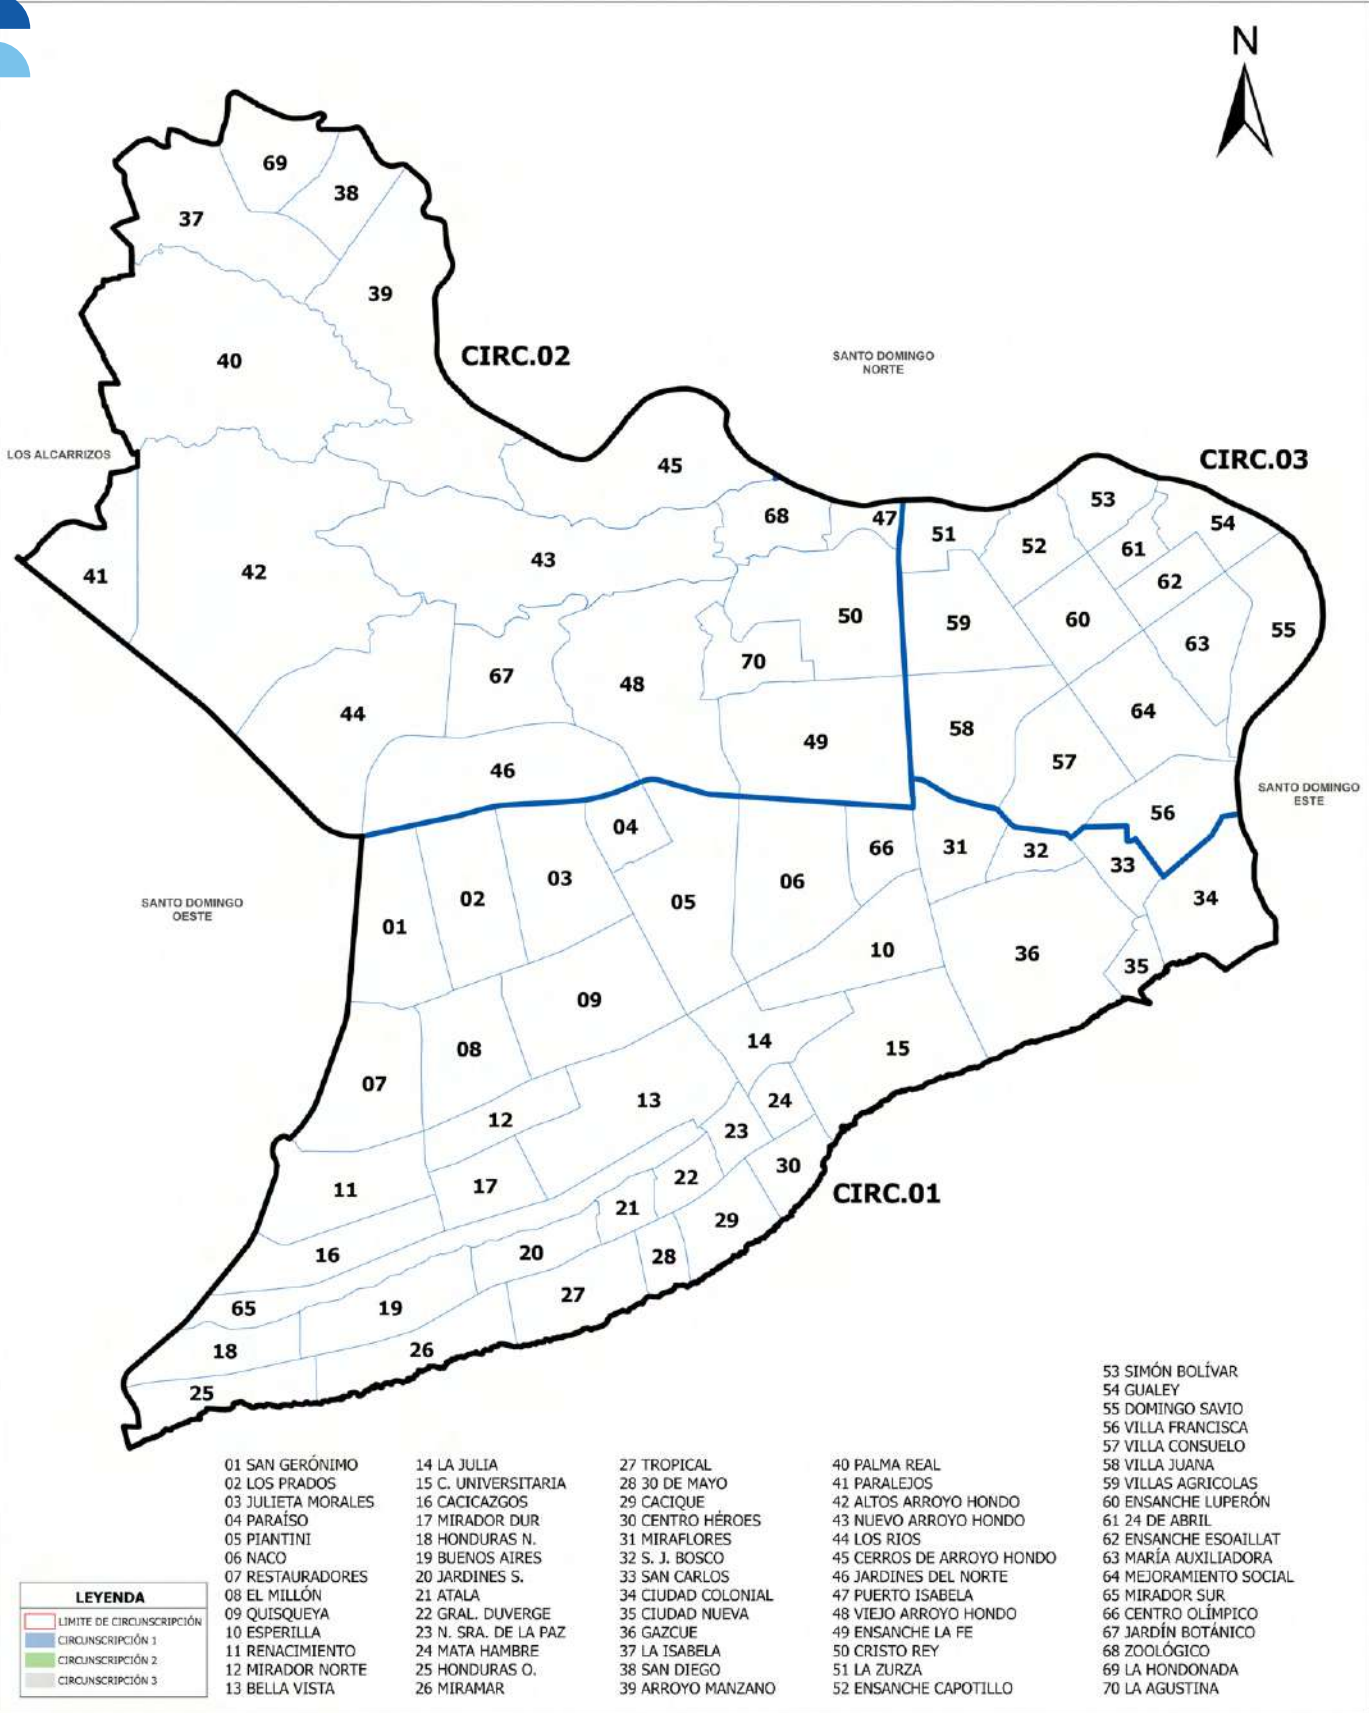 N
69
38
37
39
40
CIRC.02
SANTO DOMINGO
NORTE
LOS ALCARRIZOS
45
CIRC.03
53
68
47
54
51
52
61
43
41
42
62
50
59
60
55
63
70
67
48
44
64
58
49
57
46
SANTO DOMINGO
ESTE
56
04
66
31
32
33
03
06
02
34
05
SANTO DOMINGO
OESTE
01
10
36
35
09
14
15
08
07
13
24
12
23
30
22
11
17
CIRC.01
21
29
20
28
16
27
65
19
18
26
25
01 SAN GERÓNIMO
02 LOS PRADOS
03 JULIETA MORALES
04 PARAÍSO
05 PIANTINI
06 NACO
07 RESTAURADORES
08 EL MILLÓN
09 QUISQUEYA
10 ESPERILLA
11 RENACIMIENTO
12 MIRADOR NORTE
13 BELLA VISTA
14 LA JULIA
15 C. UNIVERSITARIA
16 CACICAZGOS
17 MIRADOR DUR
18 HONDURAS N.
19 BUENOS AIRES
20 JARDINES S.
21 ATALA
22 GRAL. DUVERGE
23 N. SRA. DE LA PAZ
24 MATA HAMBRE
25 HONDURAS O.
26 MIRAMAR
27 TROPICAL
28 30 DE MAYO
29 CACIQUE
30 CENTRO HÉROES
31 MIRAFLORES
32 S. J. BOSCO
33 SAN CARLOS
34 CIUDAD COLONIAL
35 CIUDAD NUEVA
36 GAZCUE
37 LA ISABELA
38 SAN DIEGO
39 ARROYO MANZANO
40 PALMA REAL
41 PARALEJOS
42 ALTOS ARROYO HONDO
43 NUEVO ARROYO HONDO
44 LOS RIOS
45 CERROS DE ARROYO HONDO
46 JARDINES DEL NORTE
47 PUERTO ISABELA
48 VIEJO ARROYO HONDO
49 ENSANCHE LA FE
50 CRISTO REY
51 LA ZURZA
52 ENSANCHE CAPOTILLO
53 SIMÓN BOLÍVAR
54 GUALEY
55 DOMINGO SAVIO
56 VILLA FRANCISCA
57 VILLA CONSUELO
58 VILLA JUANA
59 VILLAS AGRICOLAS
60 ENSANCHE LUPERÓN
61 24 DE ABRIL
62 ENSANCHE ESOAILLAT
63 MARÍA AUXILIADORA
64 MEJORAMIENTO SOCIAL
65 MIRADOR SUR
66 CENTRO OLÍMPICO
67 JARDÍN BOTÁNICO
68 ZOOLÓGICO
69 LA HONDONADA
70 LA AGUSTINA
LEYENDA
LIMITE DE CIRCUNSCRIPCIÓN
CIRCUNSCRIPCIÓN 1
CIRCUNSCRIPCIÓN 2
CIRCUNSCRIPCIÓN 3